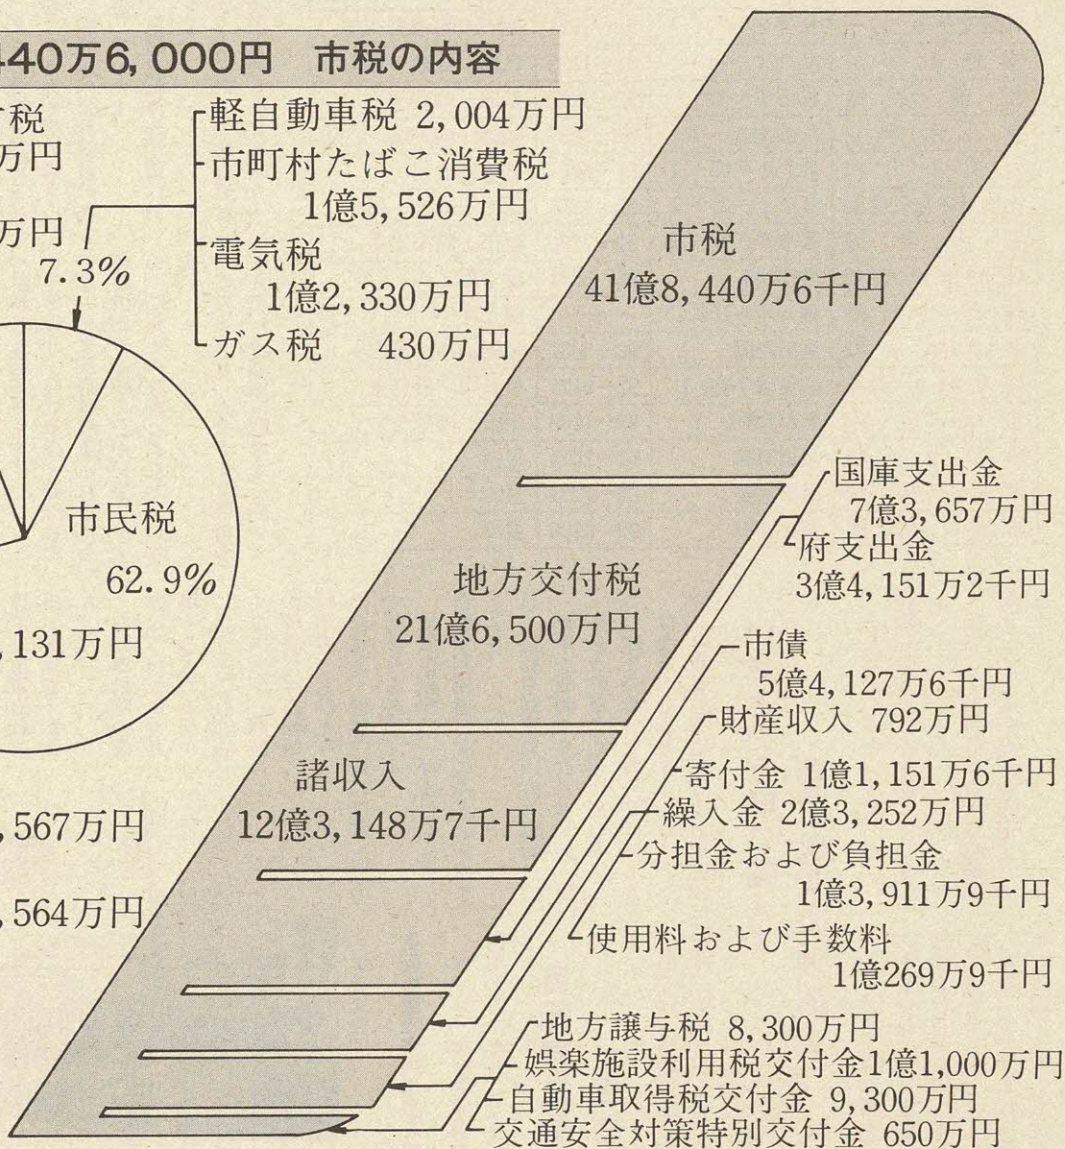 440万6,000円 市税の内容
税
万円
万円
7.3%
軽自動車税 2,004万円
市町村たばこ消費税
1億5,526万円
電気税
1億2,330万円
ガス税 430万円
市民税
62.9%
,131万円
,567万円
,564万円
市税
41億8,440万6千円
地方交付税
21億6,500万円
諸収入
12億3,148万7千円
国庫支出金
7億3,657万円
府支出金
3億4,151万2千円
市債
5億4,127万6千円
財産収入 792万円
寄付金 1億1,151万6千円
繰入金 2億3,252万円
分担金および負担金
1億3,911万9千円
使用料および手数料
1億269万9千円
地方譲与税 8,300万円
娯楽施設利用税交付金1億1,000万円
自動車取得税交付金 9,300万円
交通安全対策特別交付金 650万円